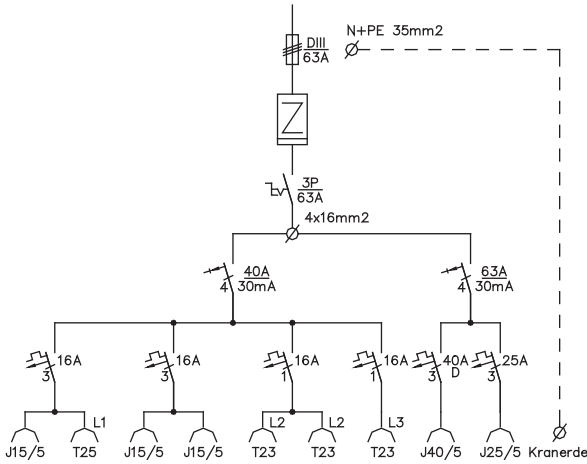 N+PE 35mm2
DIII
63A
Z
3P
63A
4x16mm2
40A
30mA
4
63A
30mA
4
16A
3
16A
3
16A
1
16A
1
40A
D
3
25A
3
L1
L2
L2
L3
J15/5
T25
J15/5
J15/5
T23
T23
T23
J40/5
J25/5
Kranerde